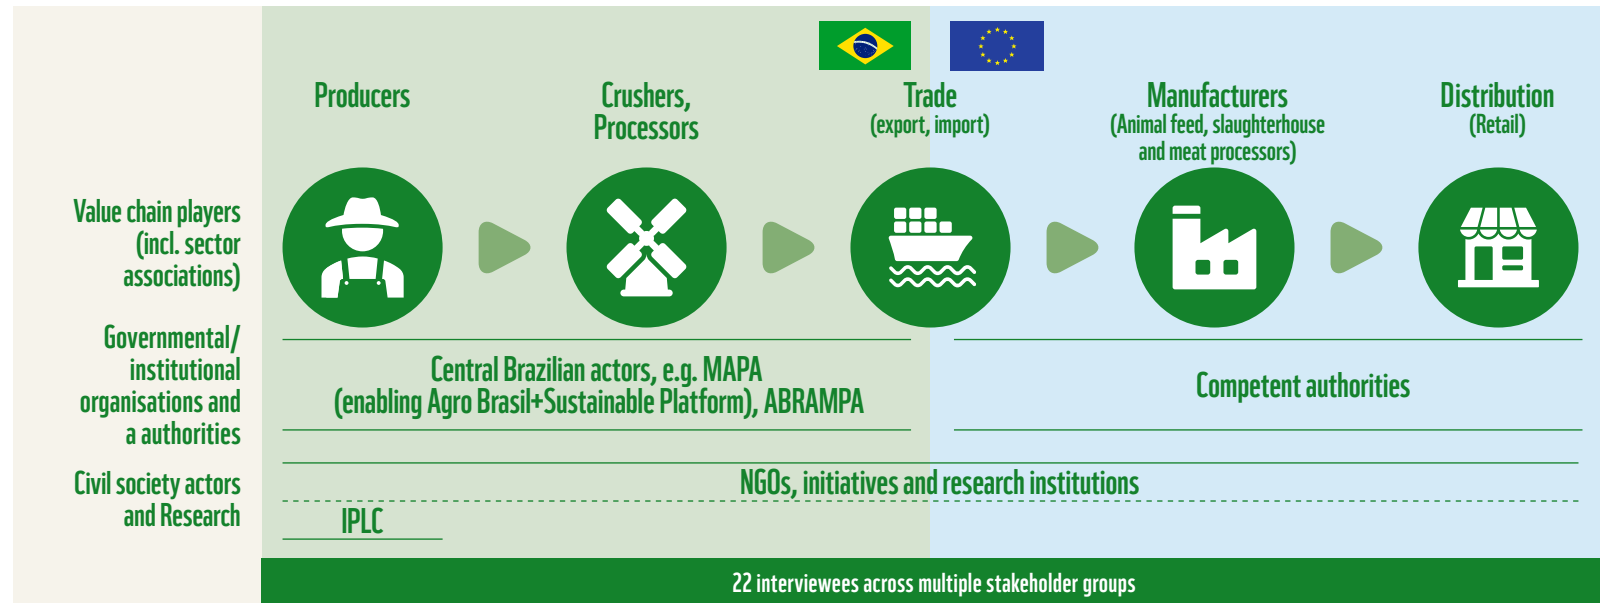 Producers
Crushers,
Processors
Trade
(export, import)
Manufacturers
(Animal feed, slaughterhouse
and meat processors)
Distribution
(Retail)
Value chain players
(incl. sector
associations)
Governmental/
institutional
organisations and
a authorities
Central Brazilian actors, e.g. MAPA
(enabling Agro Brasil+Sustainable Platform), ABRAMPA
Competent authorities
Civil society actors
and Research
NGOs, initiatives and research institutions
IPLC
22 interviewees across multiple stakeholder groups